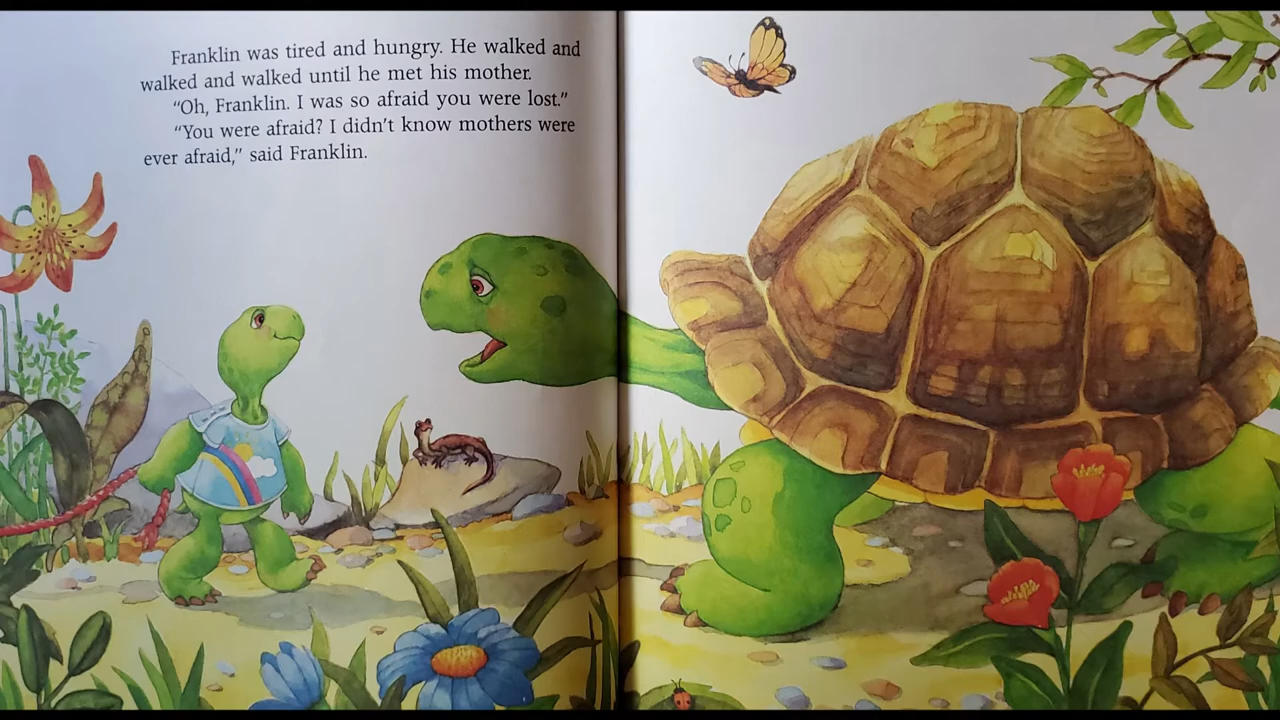 Franklin was tired and hungry. He walked and
walked and walked until he met his mother.
“Oh, Franklin. I was so afraid you were lost.”
“You were afraid? I didn’t know mothers were
ever afraid,” said Franklin.